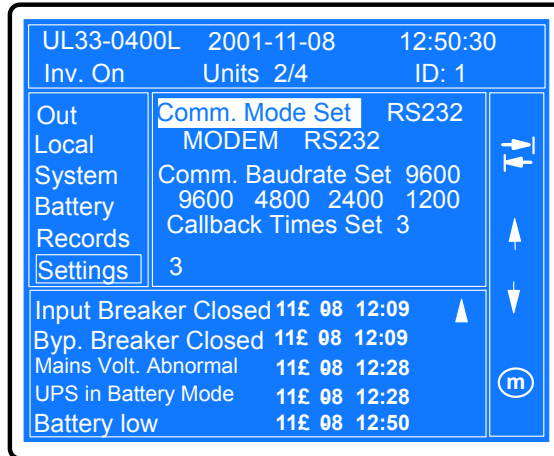 UL33-0400L 2001-11-08 12:50:30
Inv. On Units 2/4 ID: 1
Out
Local
System
Battery
Records
Settings
Comm. Mode Set RS232
MODEM RS232
Comm. Baudrate Set 9600
9600 4800 2400 1200
Callback Times Set 3
3
Input Breaker Closed 11£ 08 12:09
Byp. Breaker Closed 11£ 08 12:09
Mains Volt. Abnormal 11£ 08 12:28
UPS in Battery Mode 11£ 08 12:28
Battery low 11£ 08 12:50
m